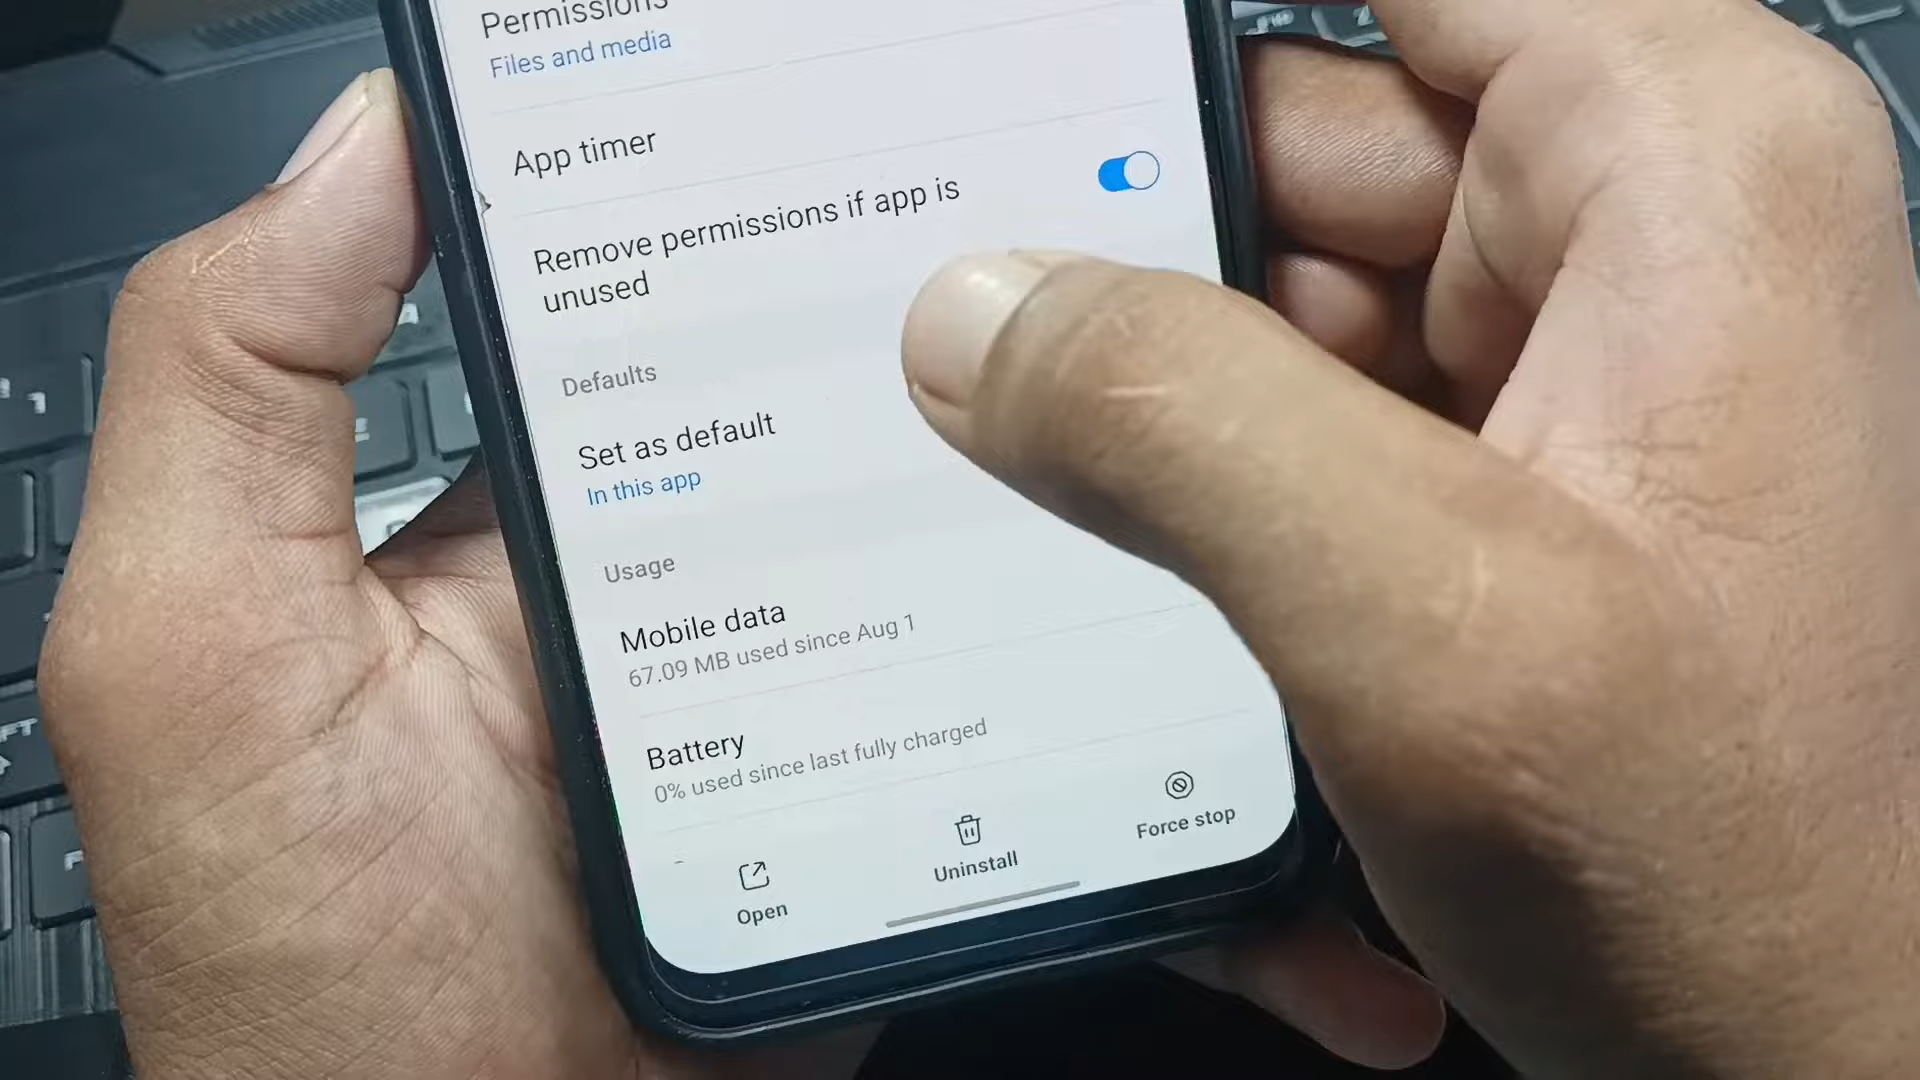 Permissions
Files and media
App timer
Remove permissions if app is
unused
Defaults
Set as default
In this app
Usage
Mobile data
67.09 MB used since Aug 1
Battery
0% used since last fully charged
Open
Uninstall
Force stop